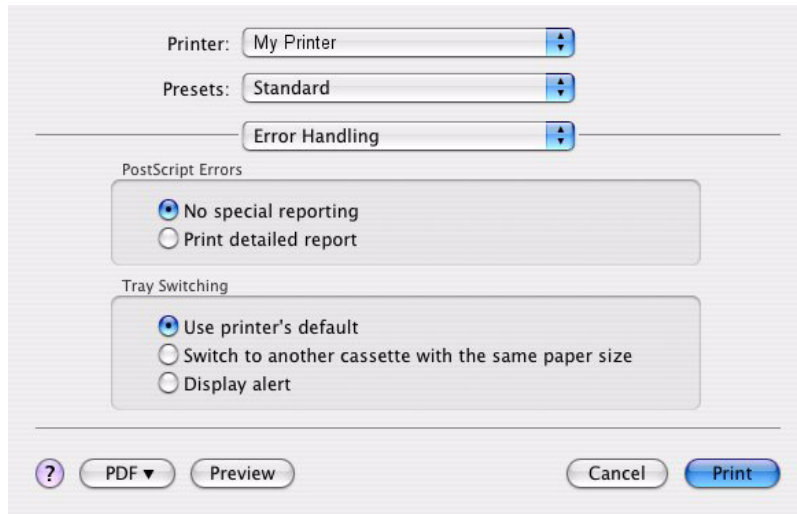 Printer: My Printer
Presets: Standard
Error Handling
PostScript Errors
No special reporting
Print detailed report
Tray Switching
Use printer's default
Switch to another cassette with the same paper size
Display alert
? PDF ▼ Preview Cancel Print